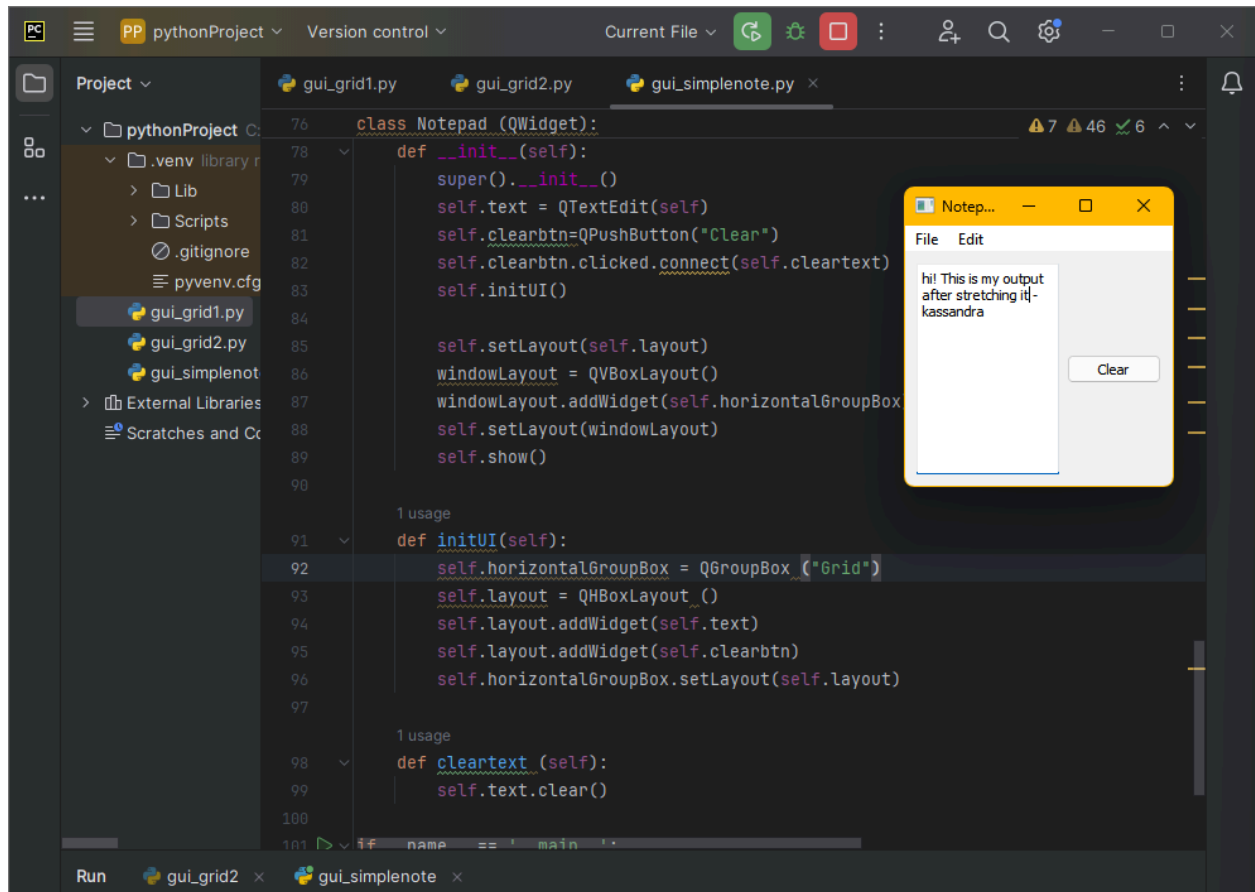 PC
PP pythonProject Version control Current File
Project
gui_grid1.py gui_grid2.py gui_simplenote.py
pythonProject C:
.venv library r
Lib
Scripts
.gitignore
pyvenv.cfg
gui_grid1.py
gui_grid2.py
gui_simplenot
External Libraries
Scratches and Co
7 46 6
76 class Notepad (QWidget):
78 def __init__(self):
79 super().__init__()
80 self.text = QTextEdit(self)
81 self.clearbtn=QPushButton("Clear")
82 self.clearbtn.clicked.connect(self.cleartext)
83 self.initUI()
84
85 self.setLayout(self.layout)
86 windowLayout = QVBoxLayout()
87 windowLayout.addWidget(self.horizontalGroupBox)
88 self.setLayout(windowLayout)
89 self.show()
90
1 usage
91 def initUI(self):
92 self.horizontalGroupBox = QGroupBox ("Grid")
93 self.layout = QHBoxLayout ()
94 self.layout.addWidget(self.text)
95 self.layout.addWidget(self.clearbtn)
96 self.horizontalGroupBox.setLayout(self.layout)
97
1 usage
98 def cleartext (self):
99 self.text.clear()
100
101 if __name__ == '__main__':
Notep...
File Edit
hi! This is my output
after stretching it -
kassandra
Clear
Run gui_grid2 gui_simplenote